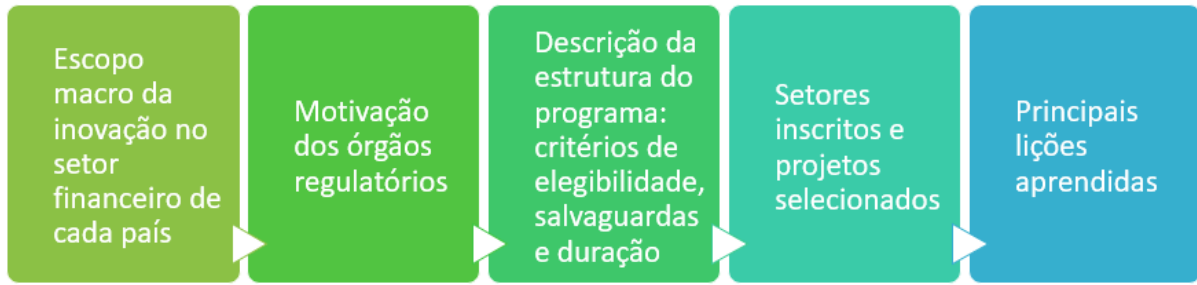 Escopo
macro da
inovação no
setor
financeiro de
cada país
Motivação
dos órgãos
regulatórios
Descrição da
estrutura do
programa:
critérios de
elegibilidade,
salvaguardas
e duração
Setores
inscritos e
projetos
selecionados
Principais
lições
aprendidas